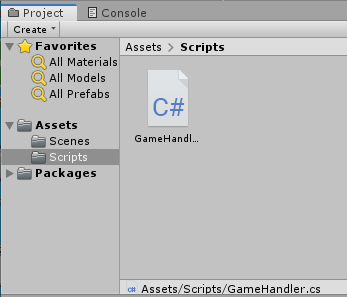 Project
Console
Create
Favorites
All Materials
All Models
All Prefabs
Assets
Scenes
Scripts
Packages
Assets > Scripts
C#
GameHandl...
C# Assets/Scripts/GameHandler.cs